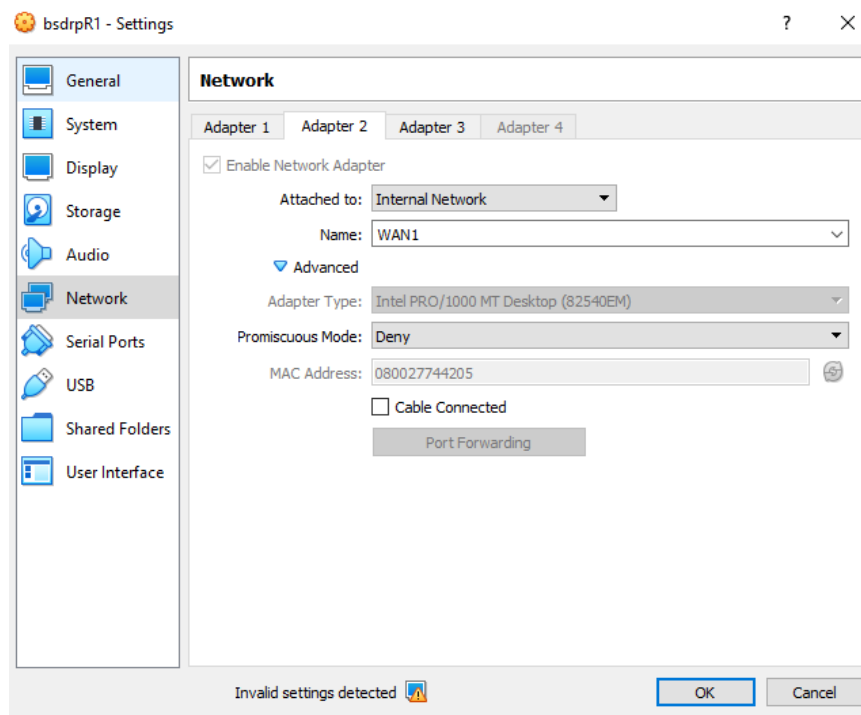 bsdrpR1 - Settings
?
General
System
Display
Storage
Audio
Network
Serial Ports
USB
Shared Folders
User Interface
Network
Adapter 1 Adapter 2 Adapter 3 Adapter 4
Enable Network Adapter
Attached to: Internal Network
Name: WAN1
Advanced
Adapter Type: Intel PRO/1000 MT Desktop (82540EM)
Promiscuous Mode: Deny
MAC Address: 080027744205
Cable Connected
Port Forwarding
Invalid settings detected
OK Cancel